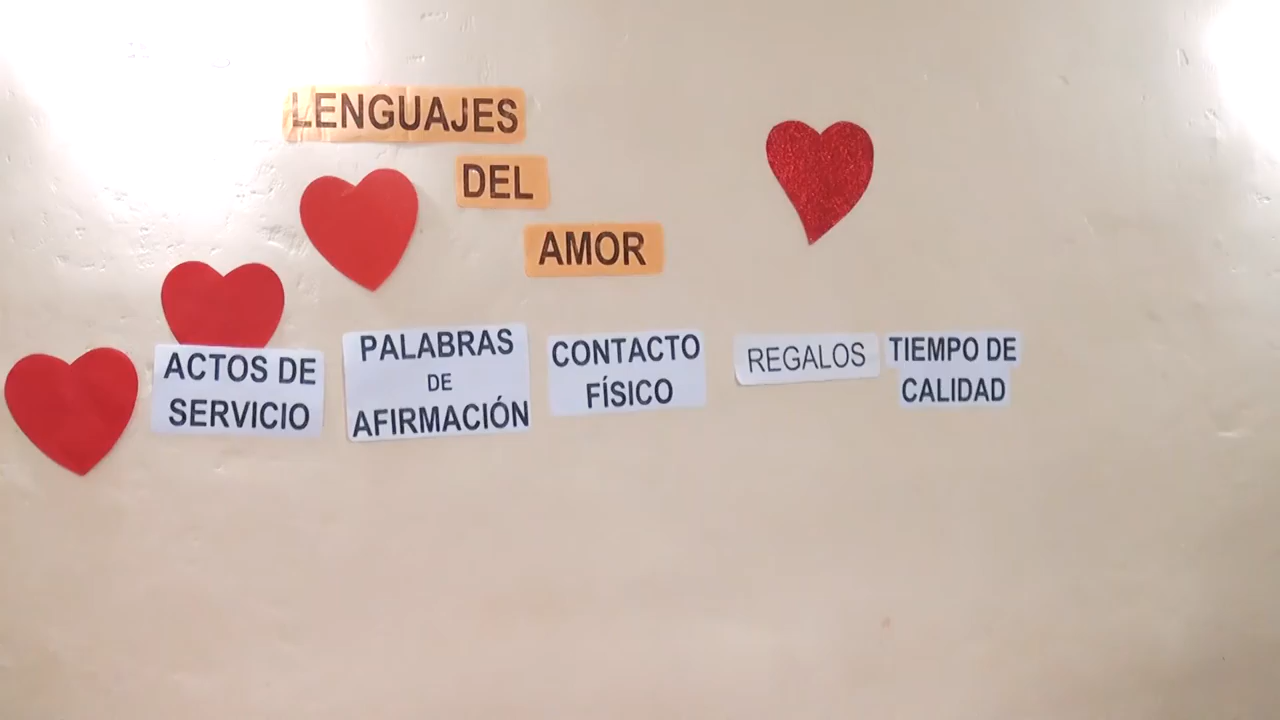 LENGUAJES
DEL
AMOR
ACTOS DE
SERVICIO
PALABRAS
DE
AFIRMACIÓN
CONTACTO
FÍSICO
REGALOS
TIEMPO DE
CALIDAD